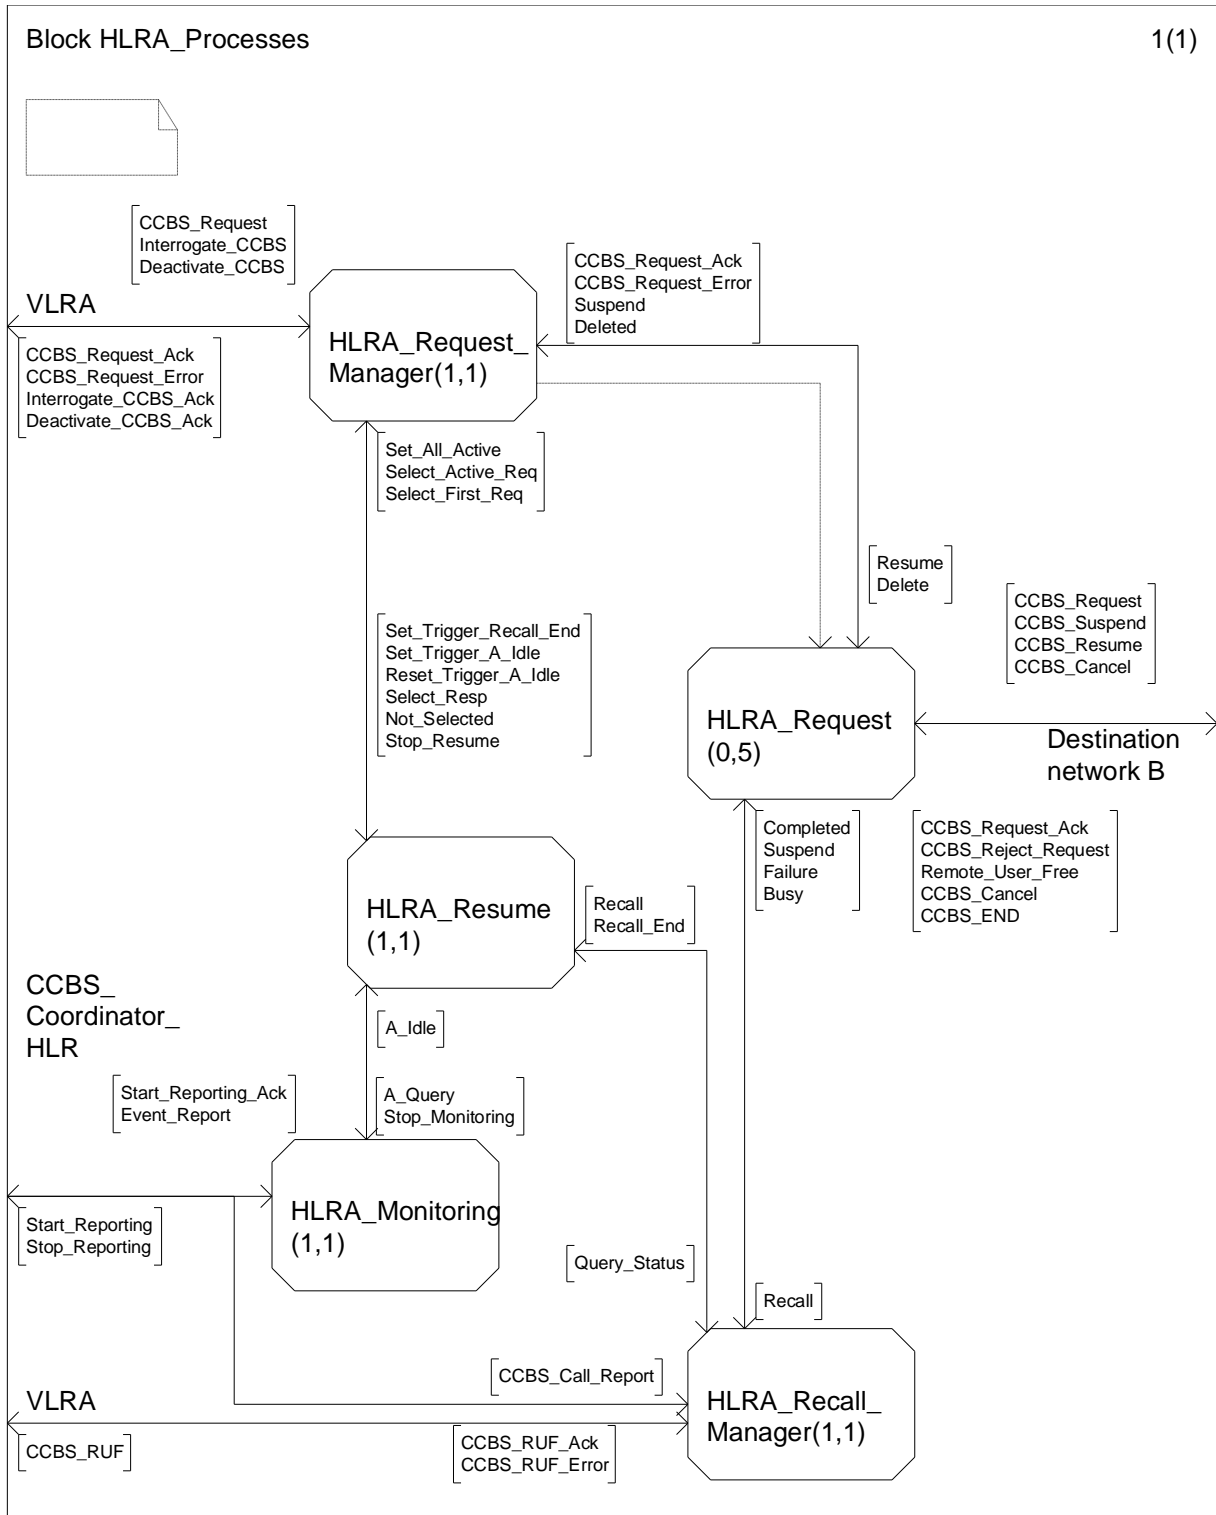 Block HLRA_Processes
1(1)
CCBS_Request
Interrogate_CCBS
Deactivate_CCBS
CCBS_Request_Ack
CCBS_Request_Error
Suspend
Deleted
VLRA
HLRA_Request_
Manager(1,1)
CCBS_Request_Ack
CCBS_Request_Error
Interrogate_CCBS_Ack
Deactivate_CCBS_Ack
Set_All_Active
Select_Active_Req
Select_First_Req
Resume
Delete
CCBS_Request
CCBS_Suspend
CCBS_Resume
CCBS_Cancel
Set_Trigger_Recall_End
Set_Trigger_A_Idle
Reset_Trigger_A_Idle
Select_Resp
Not_Selected
Stop_Resume
HLRA_Request
(0,5)
Destination
network B
Completed
Suspend
Failure
Busy
CCBS_Request_Ack
CCBS_Reject_Request
Remote_User_Free
CCBS_Cancel
CCBS_END
HLRA_Resume
(1,1)
Recall
Recall_End
CCBS_
Coordinator_
HLR
A_Idle
Start_Reporting_Ack
Event_Report
A_Query
Stop_Monitoring
HLRA_Monitoring
(1,1)
Start_Reporting
Stop_Reporting
Query_Status
Recall
CCBS_Call_Report
VLRA
HLRA_Recall_
Manager(1,1)
CCBS_RUF
CCBS_RUF_Ack
CCBS_RUF_Error